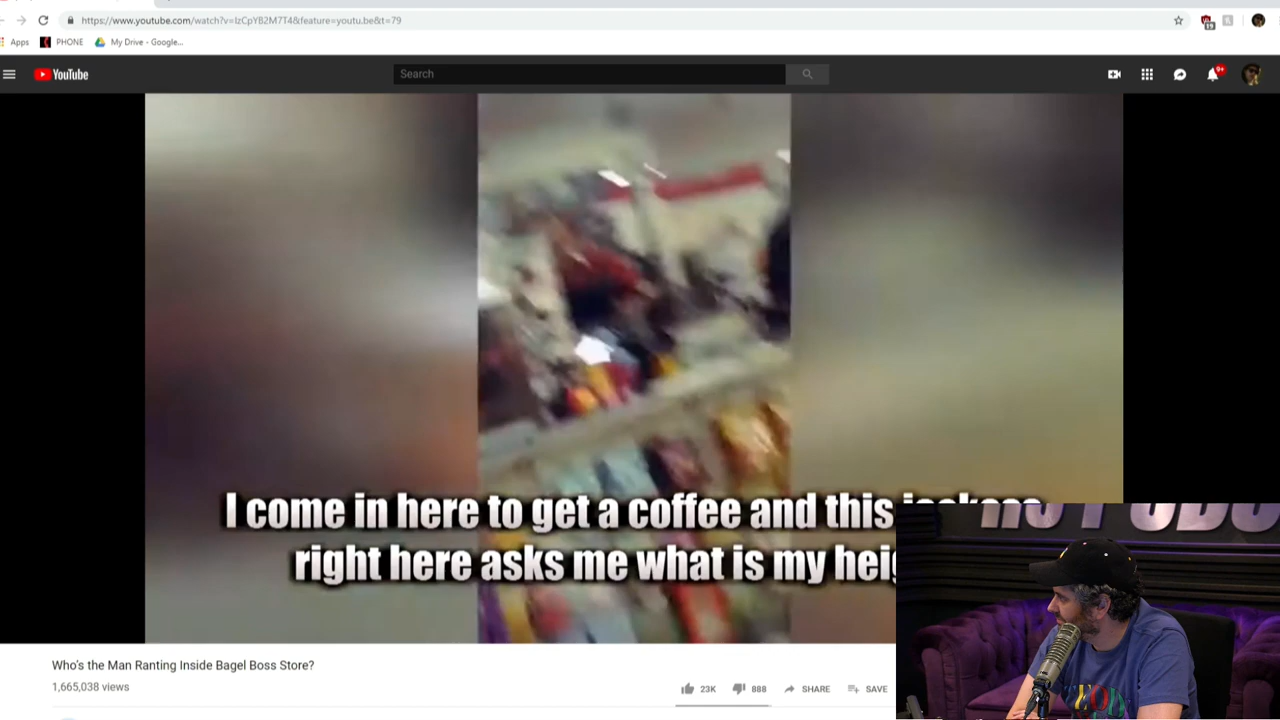 https://www.youtube.com/watch?v=IzCpYB2M7T4&feature=youtu.be&t=79
Apps PHONE My Drive - Google...
YouTube
Search
9+
I come in here to get a coffee and this
right here asks me what is my
Who's the Man Ranting Inside Bagel Boss Store?
1,665,038 views
23K 888 SHARE SAVE